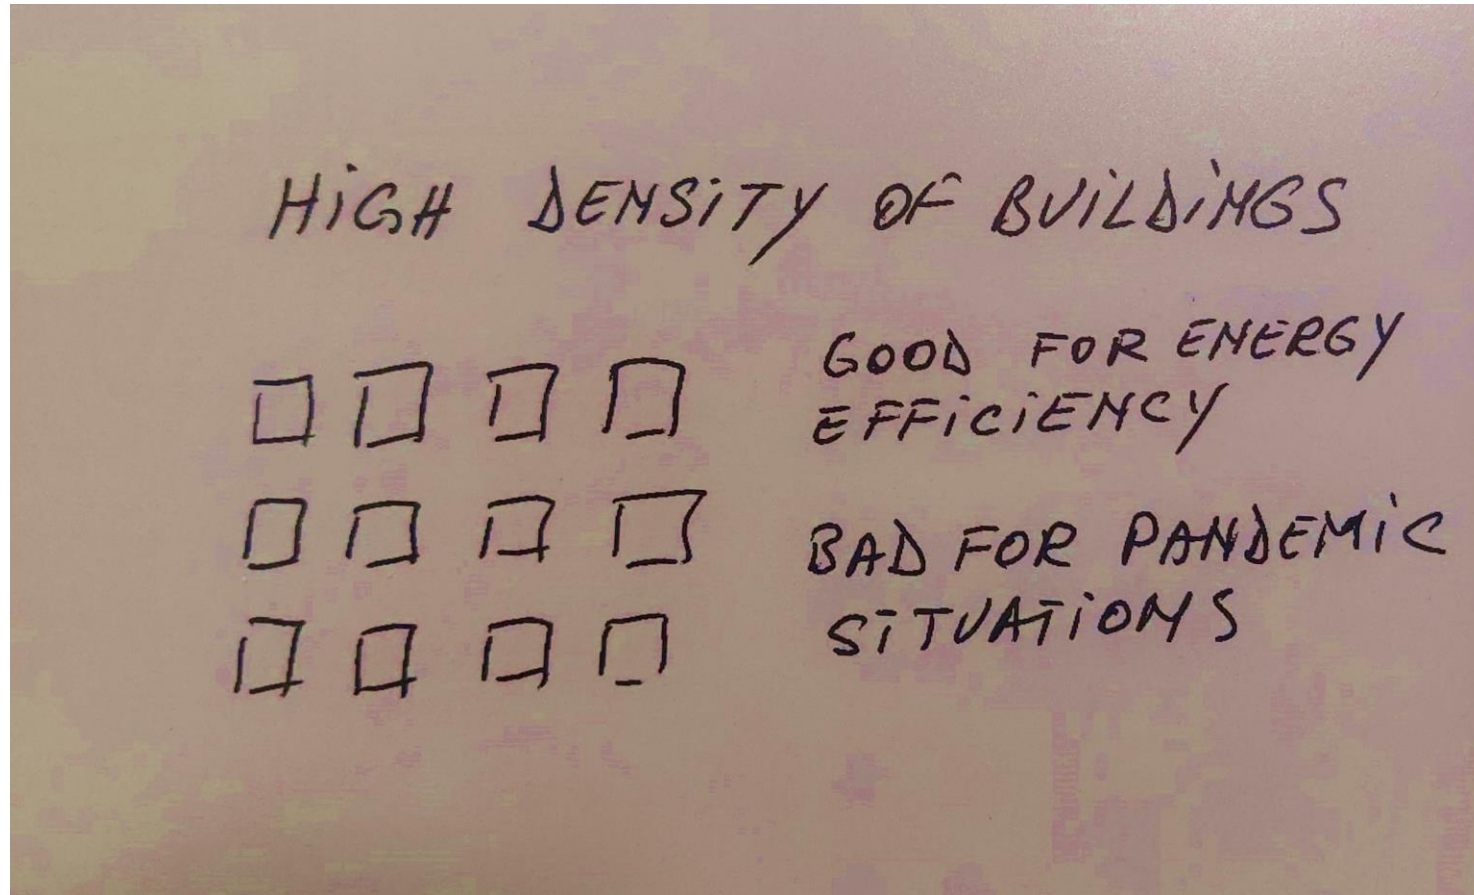 HiGH DENSiTY OF BUiLDiNGS
GOOD FOR ENERGY
EFFiCiENCY
BAD FOR PANDEMiC
SiTUATiONS